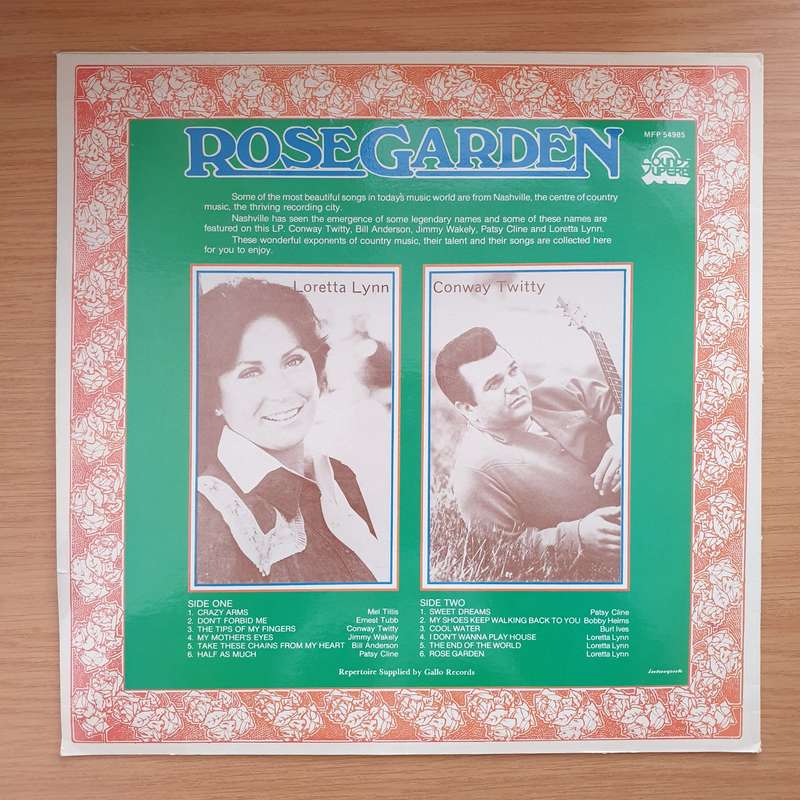 ROSE GARDEN
MFP 54985
SOUNDS
SUPERB
Some of the most beautiful songs in today's music world are from Nashville, the centre of country
music, the thriving recording city.
Nashville has seen the emergence of some legendary names and some of these names are
featured on this LP. Conway Twitty, Bill Anderson, Jimmy Wakely, Patsy Cline and Loretta Lynn.
These wonderful exponents of country music, their talent and their songs are collected here
for you to enjoy.
Loretta Lynn
Conway Twitty
SIDE ONE
1. CRAZY ARMS Mel Tillis
2. DON'T FORBID ME Ernest Tubb
3. THE TIPS OF MY FINGERS Conway Twitty
4. MY MOTHER'S EYES Jimmy Wakely
5. TAKE THESE CHAINS FROM MY HEART Bill Anderson
6. HALF AS MUCH Patsy Cline
SIDE TWO
1. SWEET DREAMS Patsy Cline
2. MY SHOES KEEP WALKING BACK TO YOU Bobby Helms
3. COOL WATER Burl Ives
4. I DON'T WANNA PLAY HOUSE Loretta Lynn
5. THE END OF THE WORLD Loretta Lynn
6. ROSE GARDEN Loretta Lynn
Repertoire Supplied by Gallo Records